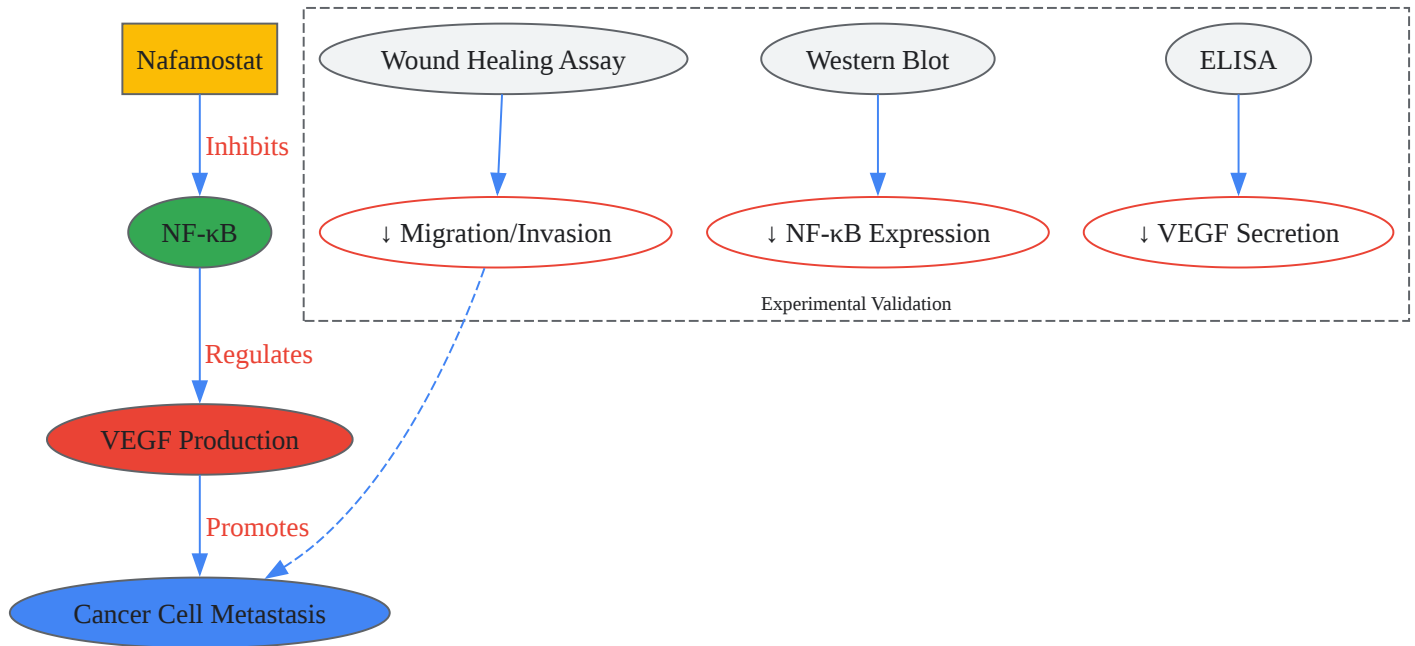 Nafamostat
Wound Healing Assay
Western Blot
ELISA
Inhibits
NF-κB
↓ Migration/Invasion
↓ NF-κB Expression
↓ VEGF Secretion
Experimental Validation
Regulates
VEGF Production
Promotes
Cancer Cell Metastasis